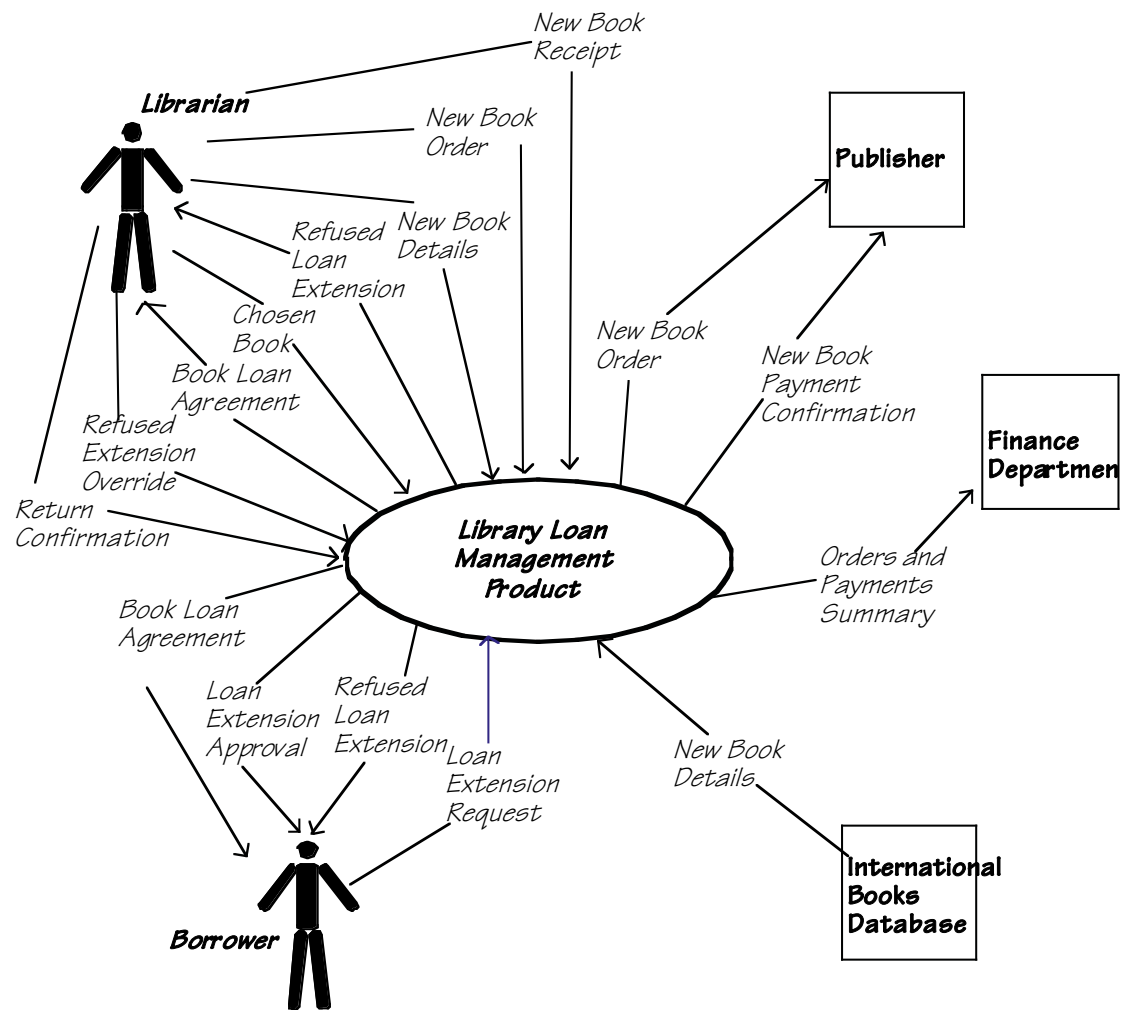 New Book
Receipt
Librarian
New Book
Order
Publisher
New Book
Details
Refused
Loan
Extension
Chosen
Book
Book Loan
Agreement
Refused
Extension
Override
Return
Confirmation
New Book
Order
New Book
Payment
Confirmation
Finance
Departmen
Library Loan
Management
Product
Orders and
Payments
Summary
Book Loan
Agreement
Loan
Extension
Approval
Refused
Loan
Extension
Loan
Extension
Request
New Book
Details
International
Books
Database
Borrower